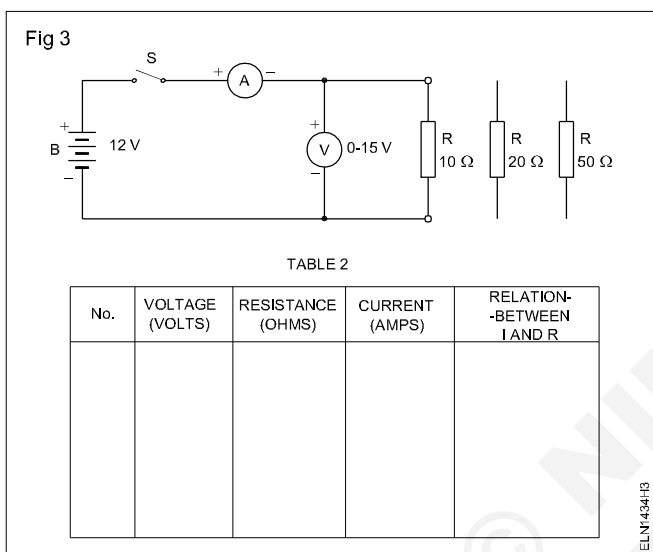 Fig 3
S
+ A −
B + − 12 V
+ V − 0-15 V
R 10 Ω
R 20 Ω
R 50 Ω
TABLE 2
No.
VOLTAGE
(VOLTS)
RESISTANCE
(OHMS)
CURRENT
(AMPS)
RELATION-
-BETWEEN
I AND R
ELN1434H3
©